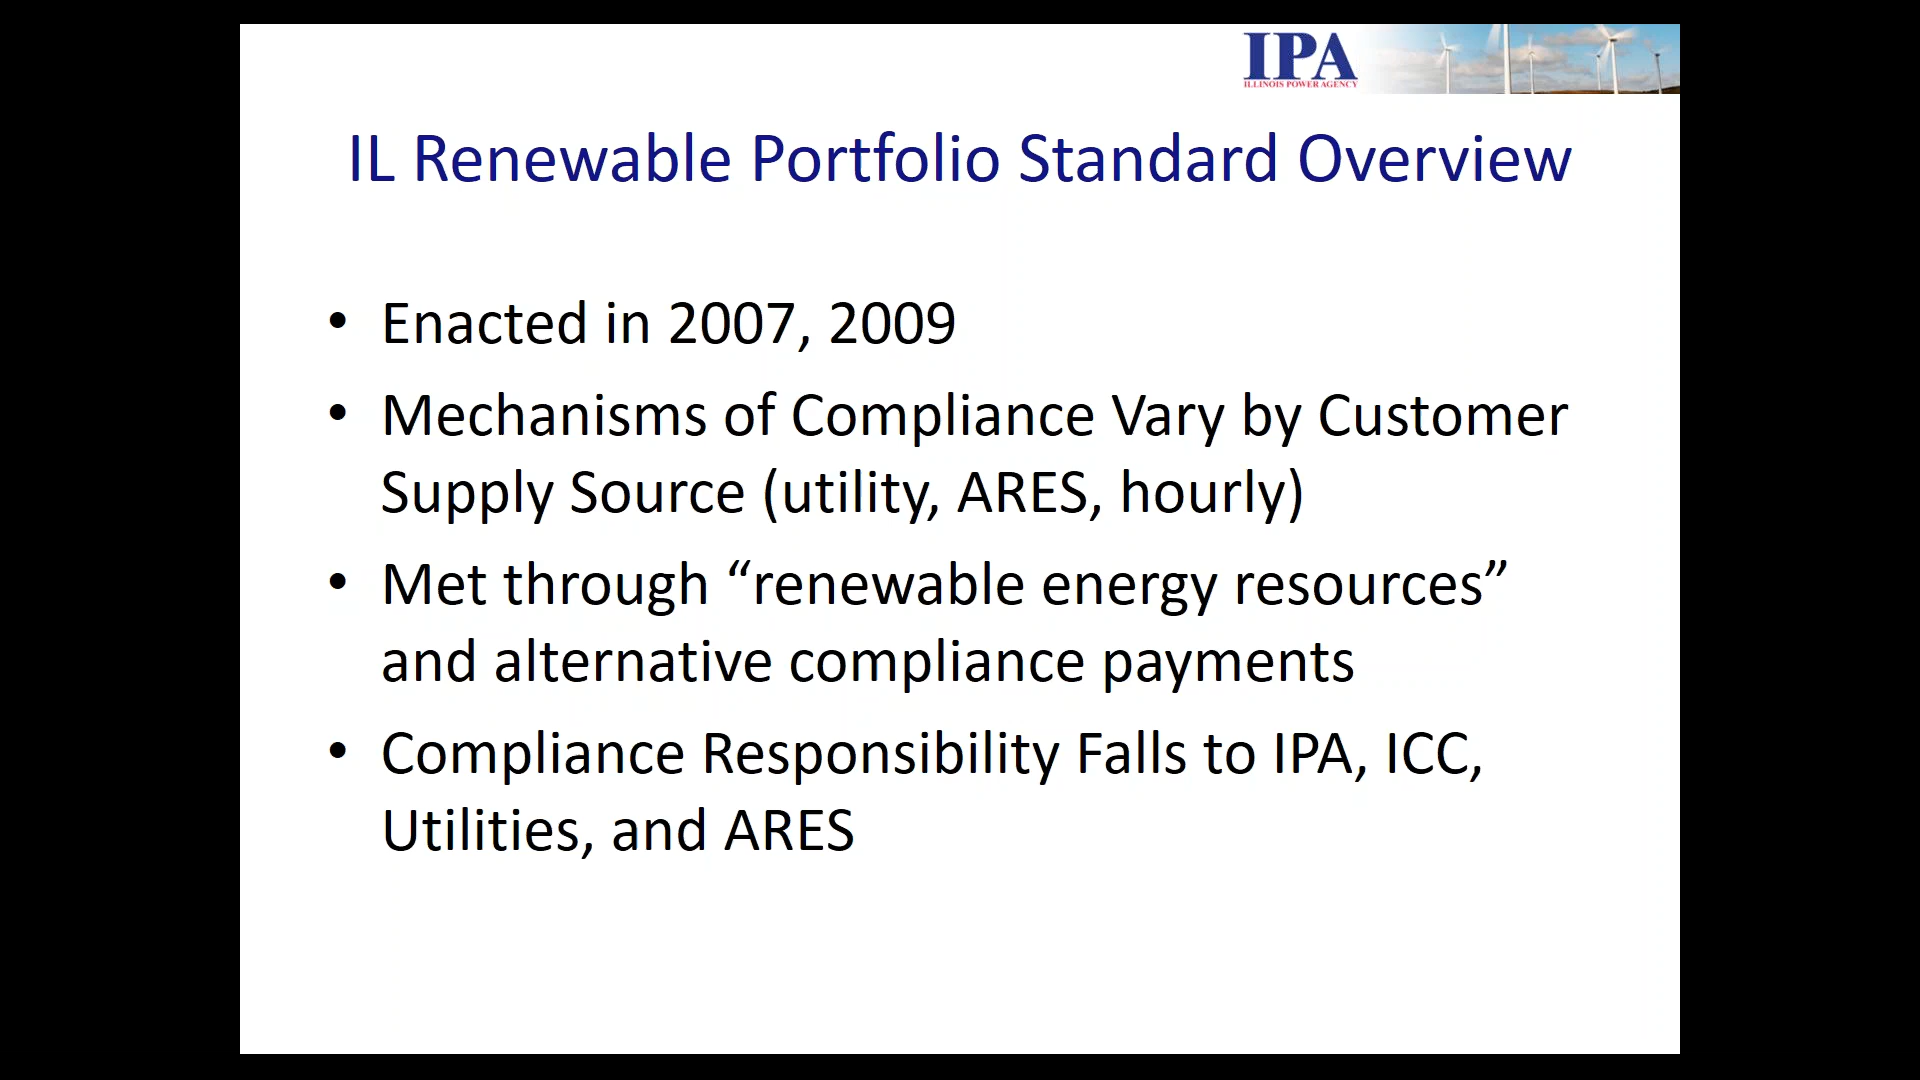 IPA
ILLINOIS POWER AGENCY
IL Renewable Portfolio Standard Overview
• Enacted in 2007, 2009
• Mechanisms of Compliance Vary by Customer
Supply Source (utility, ARES, hourly)
• Met through “renewable energy resources”
and alternative compliance payments
• Compliance Responsibility Falls to IPA, ICC,
Utilities, and ARES